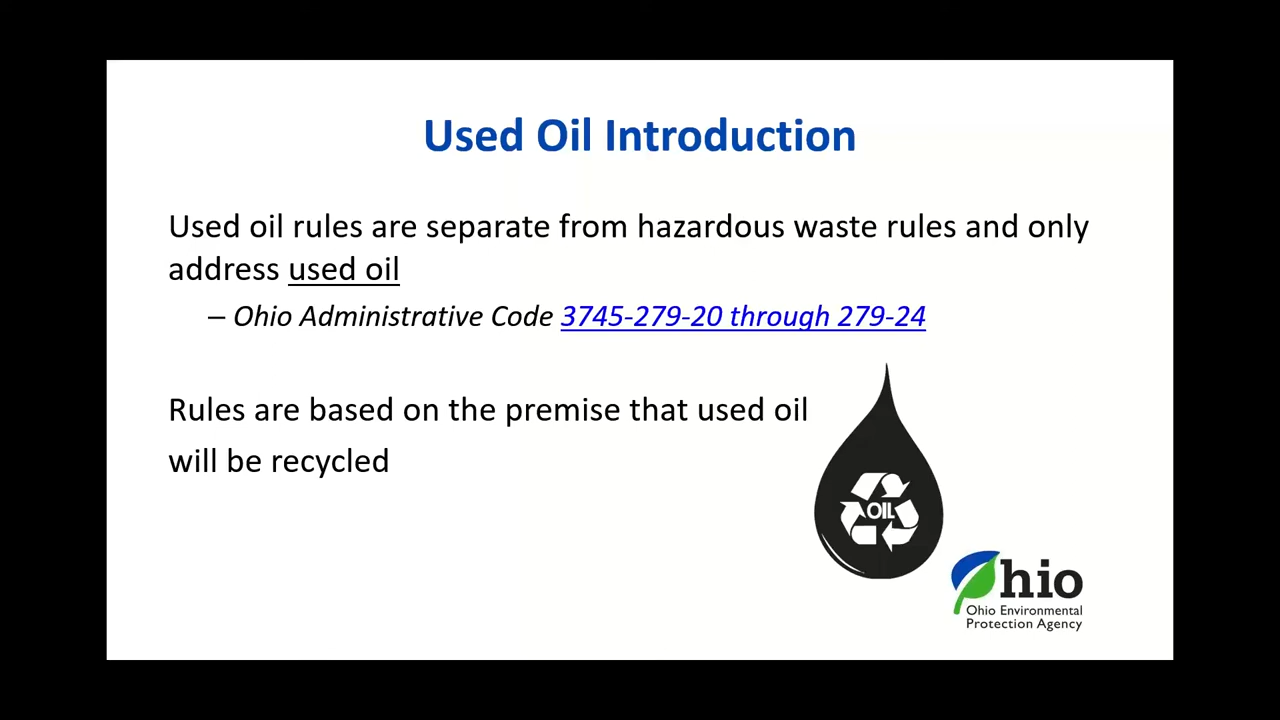 Used Oil Introduction
Used oil rules are separate from hazardous waste rules and only
address used oil
– Ohio Administrative Code 3745-279-20 through 279-24
Rules are based on the premise that used oil
will be recycled
OIL
Ohio
Ohio Environmental
Protection Agency